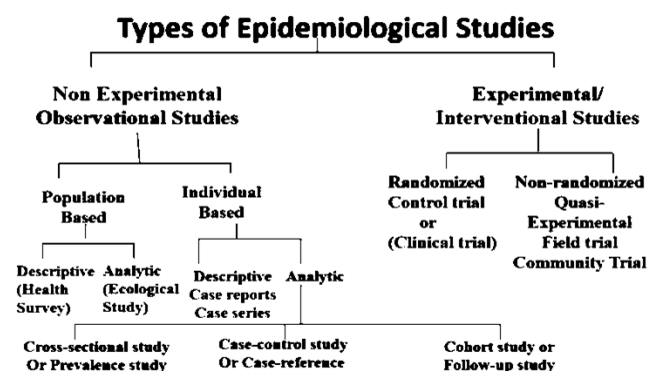 Types of Epidemiological Studies
Non Experimental
Observational Studies
Experimental/
Interventional Studies
Population
Based
Individual
Based
Randomized
Control trial
or
(Clinical trial)
Non-randomized
Quasi-
Experimental
Field trial
Community Trial
Descriptive
(Health
Survey)
Analytic
(Ecological
Study)
Descriptive
Case reports
Case series
Analytic
Cross-sectional study
Or Prevalence study
Case-control study
Or Case-reference
Cohort study or
Follow-up study